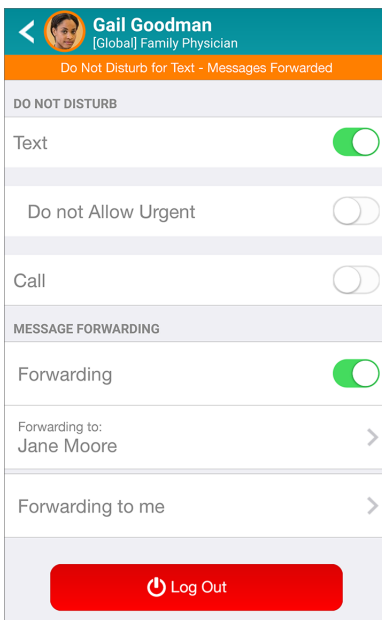 Gail Goodman
[Global] Family Physician
Do Not Disturb for Text - Messages Forwarded
DO NOT DISTURB
Text
Do not Allow Urgent
Call
MESSAGE FORWARDING
Forwarding
Forwarding to:
Jane Moore
Forwarding to me
Log Out